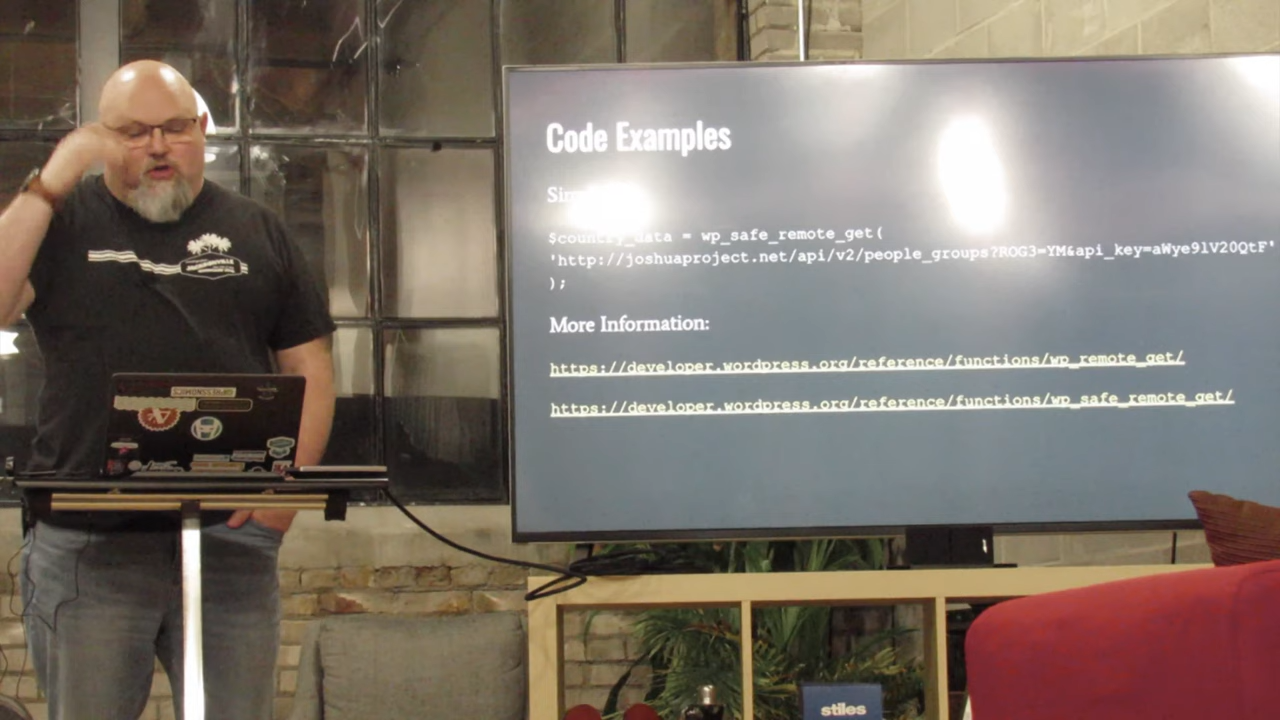 Code Examples
$country_data = wp_safe_remote_get(
'http://joshuaproject.net/api/v2/people_groups?ROG3=YM&api_key=aWye9lV20QtF'
);
More Information:
https://developer.wordpress.org/reference/functions/wp_remote_get/
https://developer.wordpress.org/reference/functions/wp_safe_remote_get/
stiles